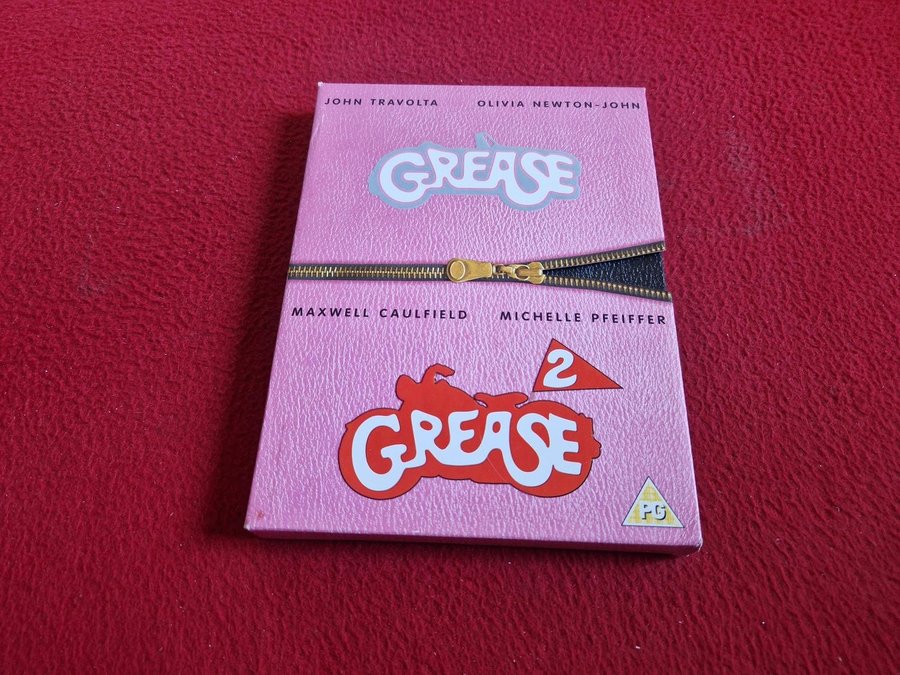 JOHN TRAVOLTA OLIVIA NEWTON-JOHN
GREASE
MAXWELL CAULFIELD MICHELLE PFEIFFER
2
GREASE
PG